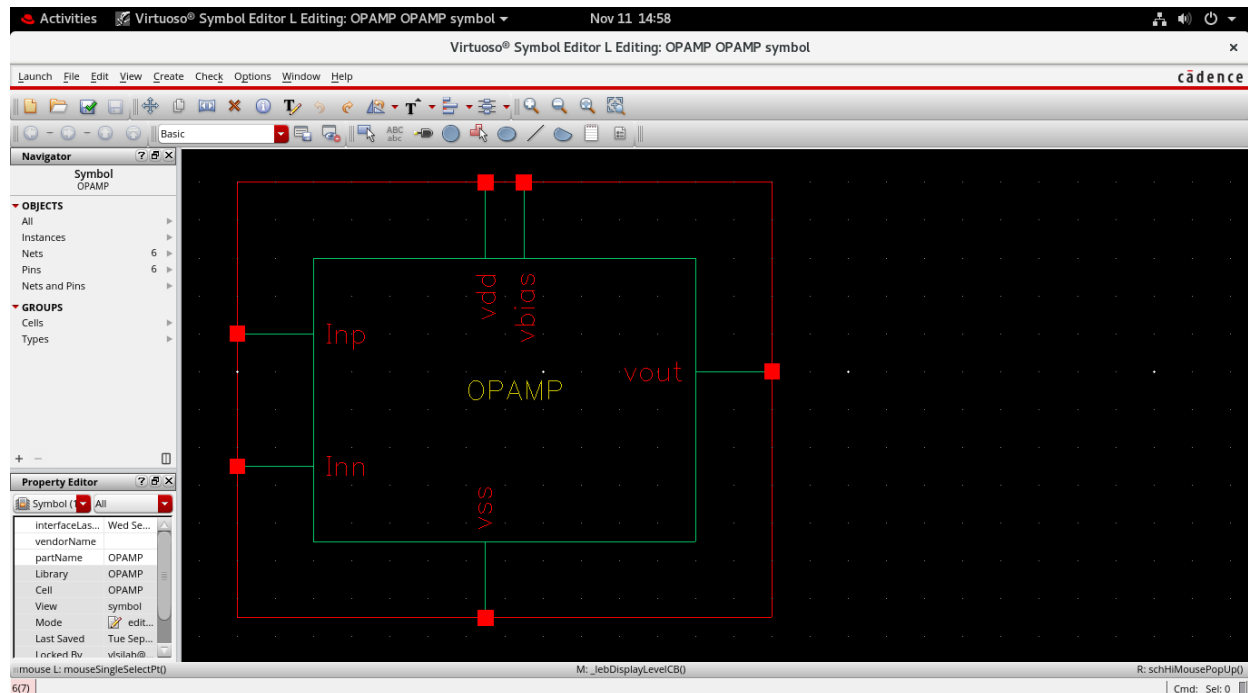 Activities Virtuoso® Symbol Editor L Editing: OPAMP OPAMP symbol Nov 11 14:58
Virtuoso® Symbol Editor L Editing: OPAMP OPAMP symbol ×
Launch File Edit View Create Check Options Window Help cādence
Basic ABC abc
Navigator ? ×
Symbol
OPAMP
OBJECTS
All
Instances
Nets 6
Pins 6
Nets and Pins
GROUPS
Cells
Types
+ −
Property Editor ? ×
Symbol (1 All
interfaceLas... Wed Se...
vendorName
partName OPAMP
Library OPAMP
Cell OPAMP
View symbol
Mode edit...
Last Saved Tue Sep...
Locked By vlsilab@...
vdd
vbias
Inp
vout
OPAMP
Inn
vss
mouse L: mouseSingleSelectPt() M: _lebDisplayLevelCB() R: schHiMousePopUp()
6(7) Cmd: Sel: 0